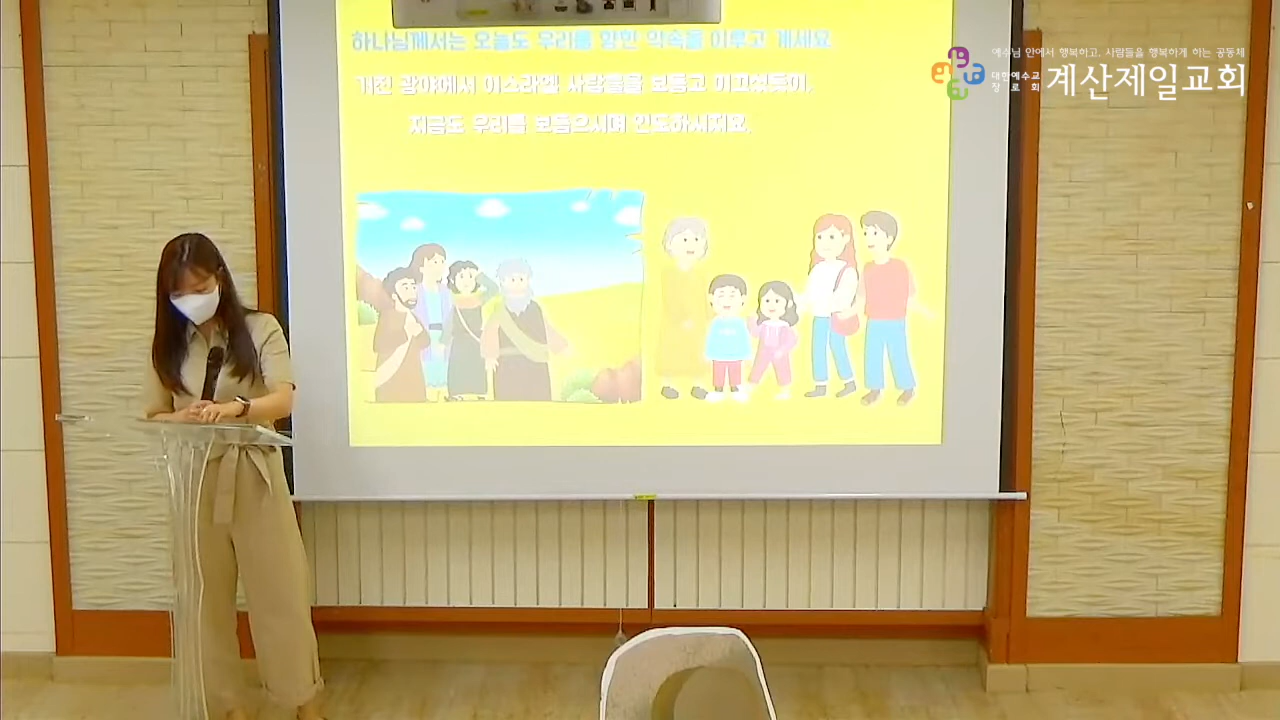 하나님께서는 오늘도 우리를 향한 약속을 이루고 계세요
거친 광야에서 이스라엘 사람들을 보듬고 이끄셨듯이,
지금도 우리를 보듬으시며 인도하시지요.
예수님 안에서 행복하고, 사람들을 행복하게 하는 공동체
대한예수교
장로회
계산제일교회